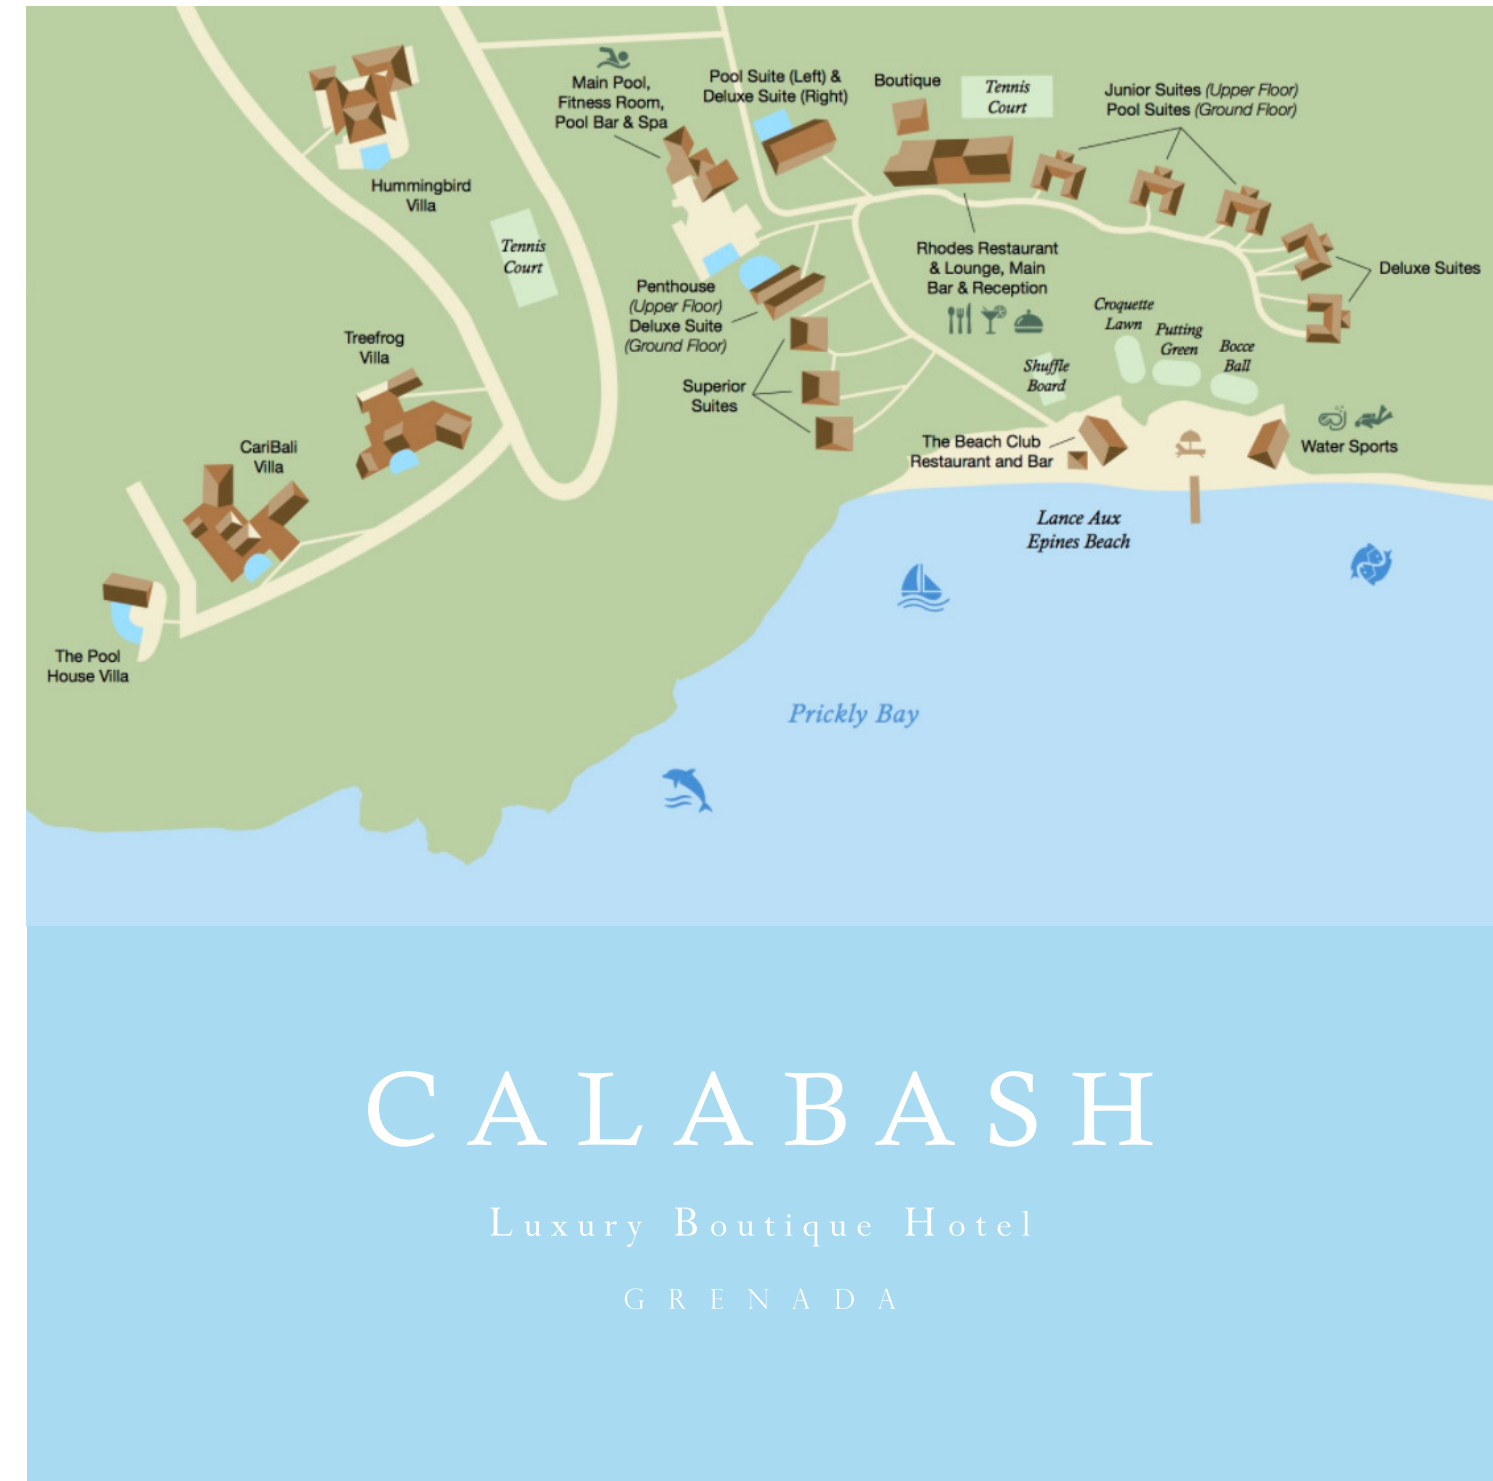 Main Pool,
Fitness Room,
Pool Bar & Spa
Pool Suite (Left) &
Deluxe Suite (Right)
Boutique
Tennis
Court
Junior Suites (Upper Floor)
Pool Suites (Ground Floor)
Hummingbird
Villa
Tennis
Court
Rhodes Restaurant
& Lounge, Main
Bar & Reception
Deluxe Suites
Penthouse
(Upper Floor)
Deluxe Suite
(Ground Floor)
Croquette
Lawn
Putting
Green
Bocce
Ball
Treefrog
Villa
Shuffle
Board
Superior
Suites
CariBali
Villa
The Beach Club
Restaurant and Bar
Water Sports
Lance Aux
Epines Beach
The Pool
House Villa
Prickly Bay
CALABASH
Luxury Boutique Hotel
GRENADA